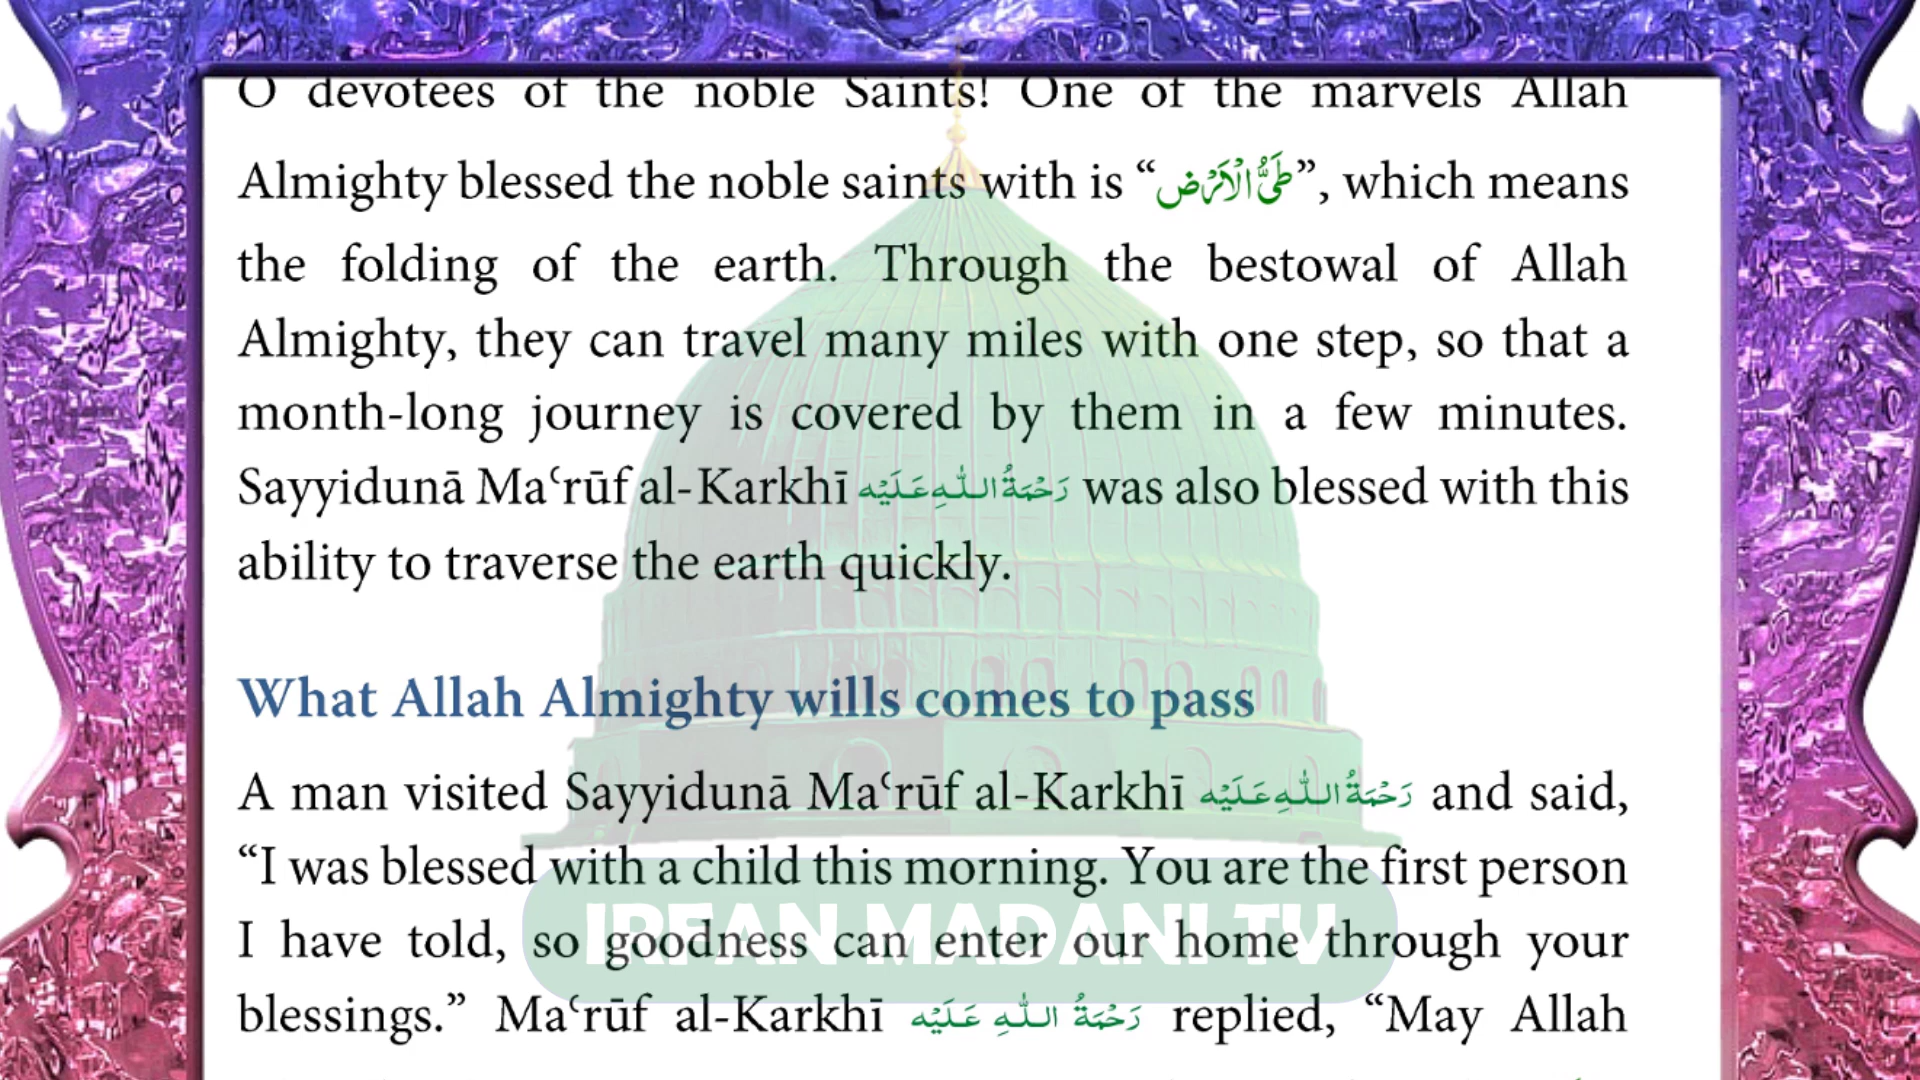 O devotees of the noble Saints! One of the marvels Allah
Almighty blessed the noble saints with is “طَیُّ الْاَرْض”, which means
the folding of the earth. Through the bestowal of Allah
Almighty, they can travel many miles with one step, so that a
month-long journey is covered by them in a few minutes.
Sayyidunā Maʿrūf al-Karkhī رَحْمَةُ اللّٰهِ عَلَيْه was also blessed with this
ability to traverse the earth quickly.
What Allah Almighty wills comes to pass
A man visited Sayyidunā Maʿrūf al-Karkhī رَحْمَةُ اللّٰهِ عَلَيْه and said,
“I was blessed with a child this morning. You are the first person
I have told, so goodness can enter our home through your
IRFAN MADANI TV
blessings.” Maʿrūf al-Karkhī رَحْمَةُ اللّٰهِ عَلَيْه replied, “May Allah